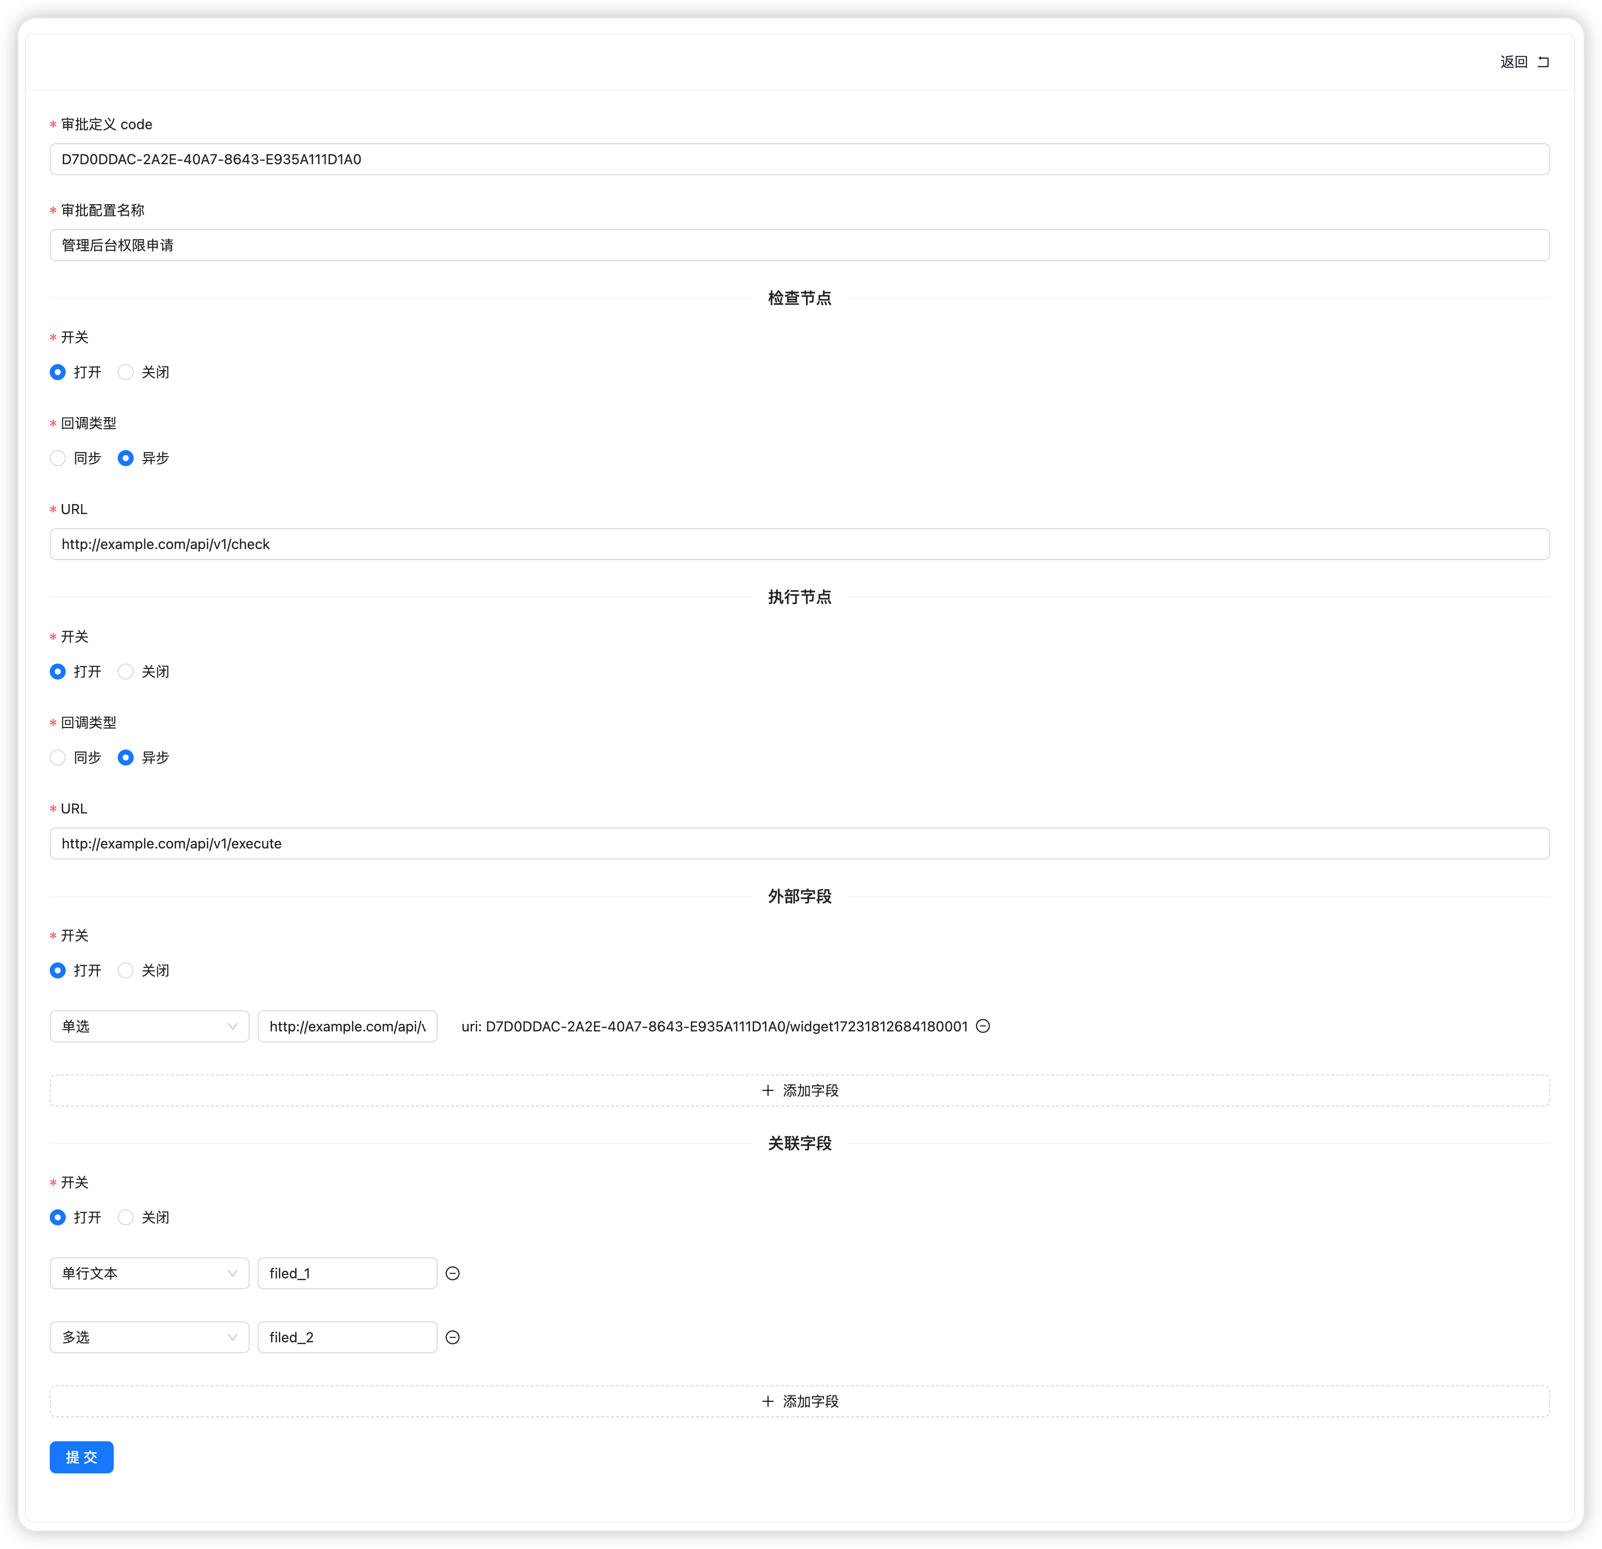 返回
* 审批定义 code
D7D0DDAC-2A2E-40A7-8643-E935A111D1A0
* 审批配置名称
管理后台权限申请
检查节点
* 开关
打开 关闭
* 回调类型
同步 异步
* URL
http://example.com/api/v1/check
执行节点
* 开关
打开 关闭
* 回调类型
同步 异步
* URL
http://example.com/api/v1/execute
外部字段
* 开关
打开 关闭
单选 http://example.com/api/ uri: D7D0DDAC-2A2E-40A7-8643-E935A111D1A0/widget17231812684180001
+ 添加字段
关联字段
* 开关
打开 关闭
单行文本 filed_1
多选 filed_2
+ 添加字段
提 交